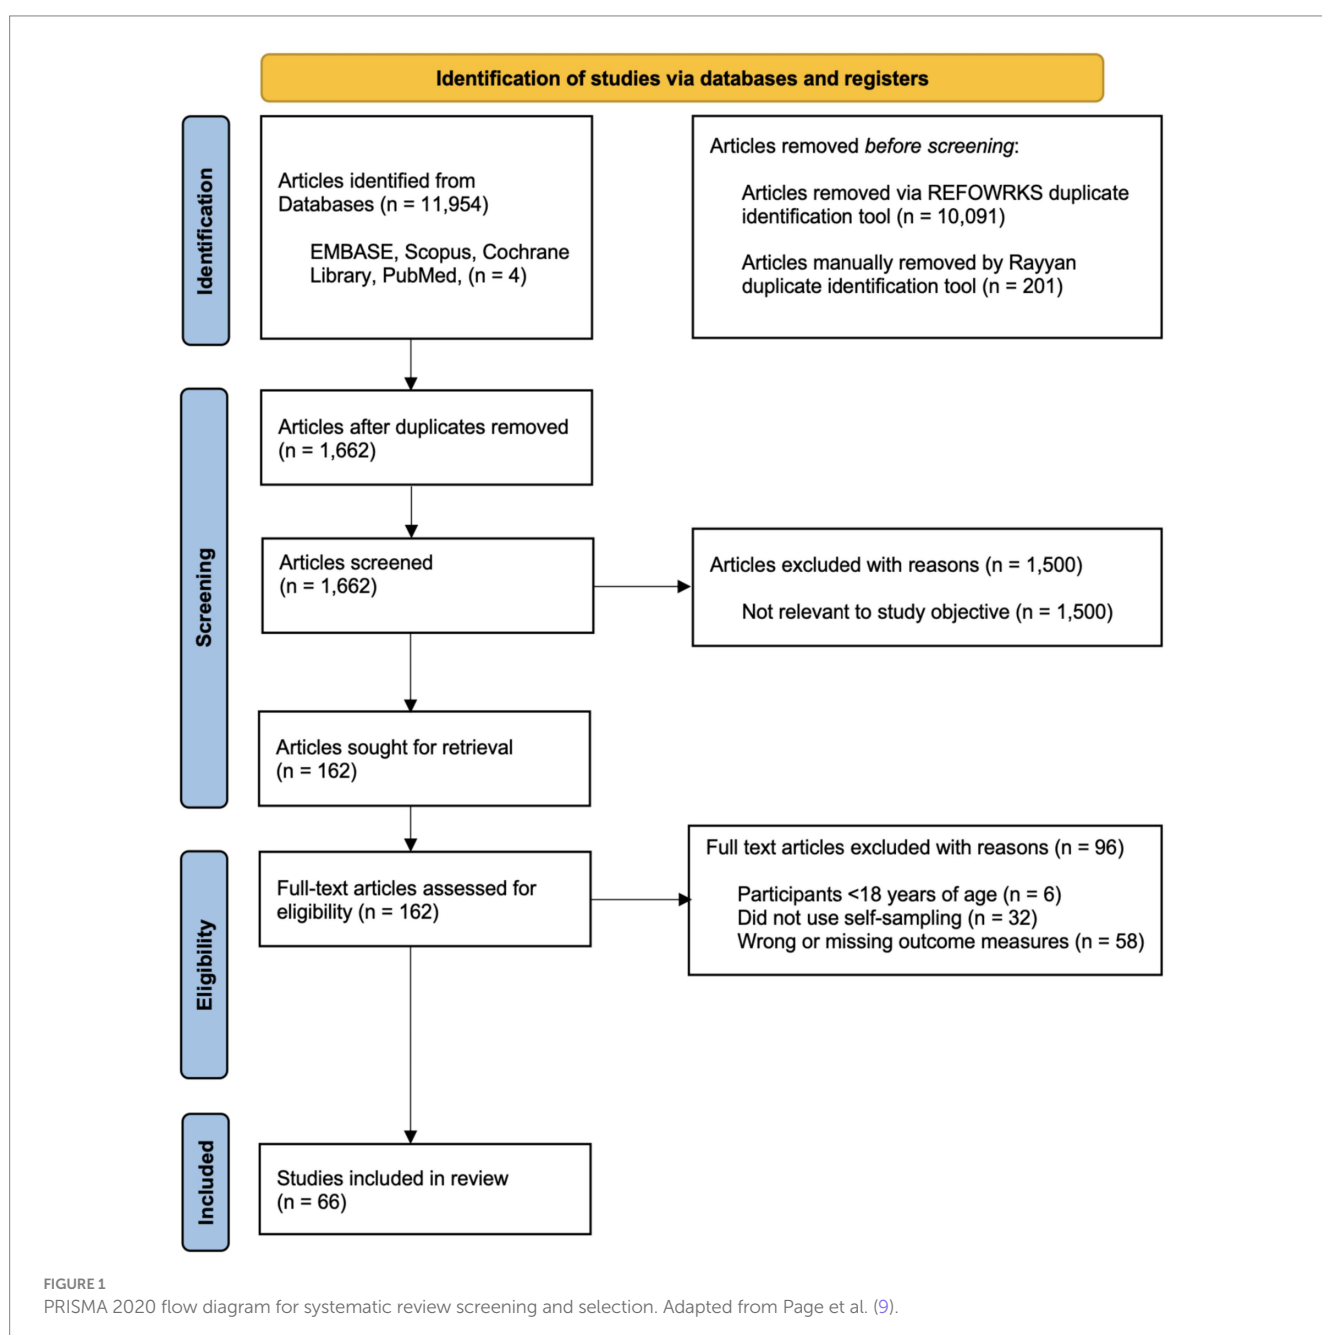 Identification of studies via databases and registers
Identification
Articles identified from
Databases (n = 11,954)
EMBASE, Scopus, Cochrane
Library, PubMed, (n = 4)
Articles removed before screening:
Articles removed via REFOWRKS duplicate
identification tool (n = 10,091)
Articles manually removed by Rayyan
duplicate identification tool (n = 201)
Screening
Articles after duplicates removed
(n = 1,662)
Articles screened
(n = 1,662)
Articles excluded with reasons (n = 1,500)
Not relevant to study objective (n = 1,500)
Articles sought for retrieval
(n = 162)
Eligibility
Full-text articles assessed for
eligibility (n = 162)
Full text articles excluded with reasons (n = 96)
Participants <18 years of age (n = 6)
Did not use self-sampling (n = 32)
Wrong or missing outcome measures (n = 58)
Included
Studies included in review
(n = 66)
FIGURE 1
PRISMA 2020 flow diagram for systematic review screening and selection. Adapted from Page et al. (9).